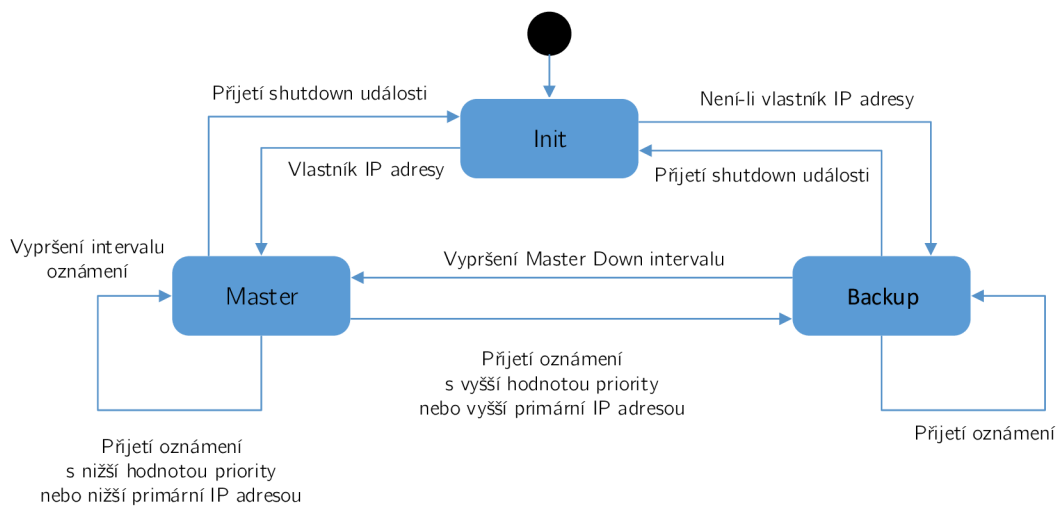 Přijetí shutdown události
Není-li vlastník IP adresy
Init
Vlastník IP adresy
Přijetí shutdown události
Vypršení intervalu
oznámení
Vypršení Master Down intervalu
Master
Backup
Přijetí oznámení
s vyšší hodnotou priority
nebo vyšší primární IP adresou
Přijetí oznámení
Přijetí oznámení
s nižší hodnotou priority
nebo nižší primární IP adresou